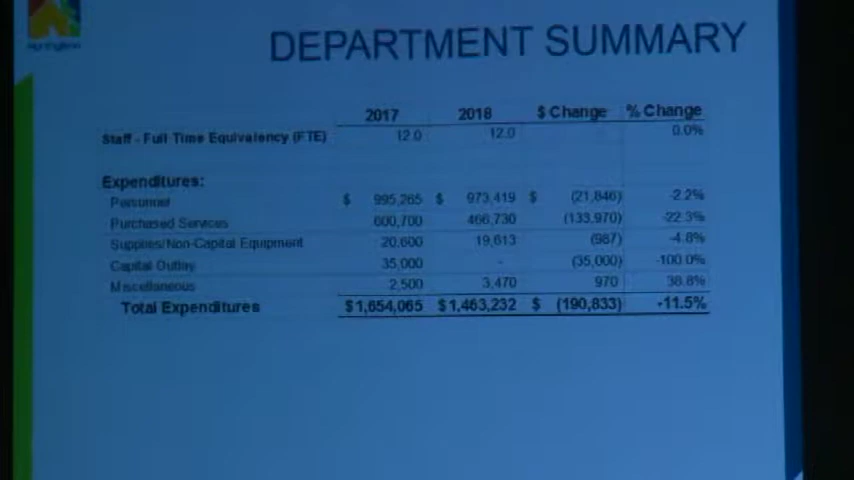 DEPARTMENT SUMMARY
2017 2018 $ Change % Change
Staff - Full Time Equivalency (FTE) 12.0 12.0 0.0%
Expenditures:
Personnel $ 995,265 $ 973,419 $ (21,846) -2.2%
Purchased Services 600,700 466,730 (133,970) -22.3%
Supplies/Non-Capital Equipment 20,600 19,613 (987) -4.8%
Capital Outlay 35,000 - (35,000) -100.0%
Miscellaneous 2,500 3,470 970 38.8%
Total Expenditures $1,654,065 $1,463,232 $ (190,833) -11.5%